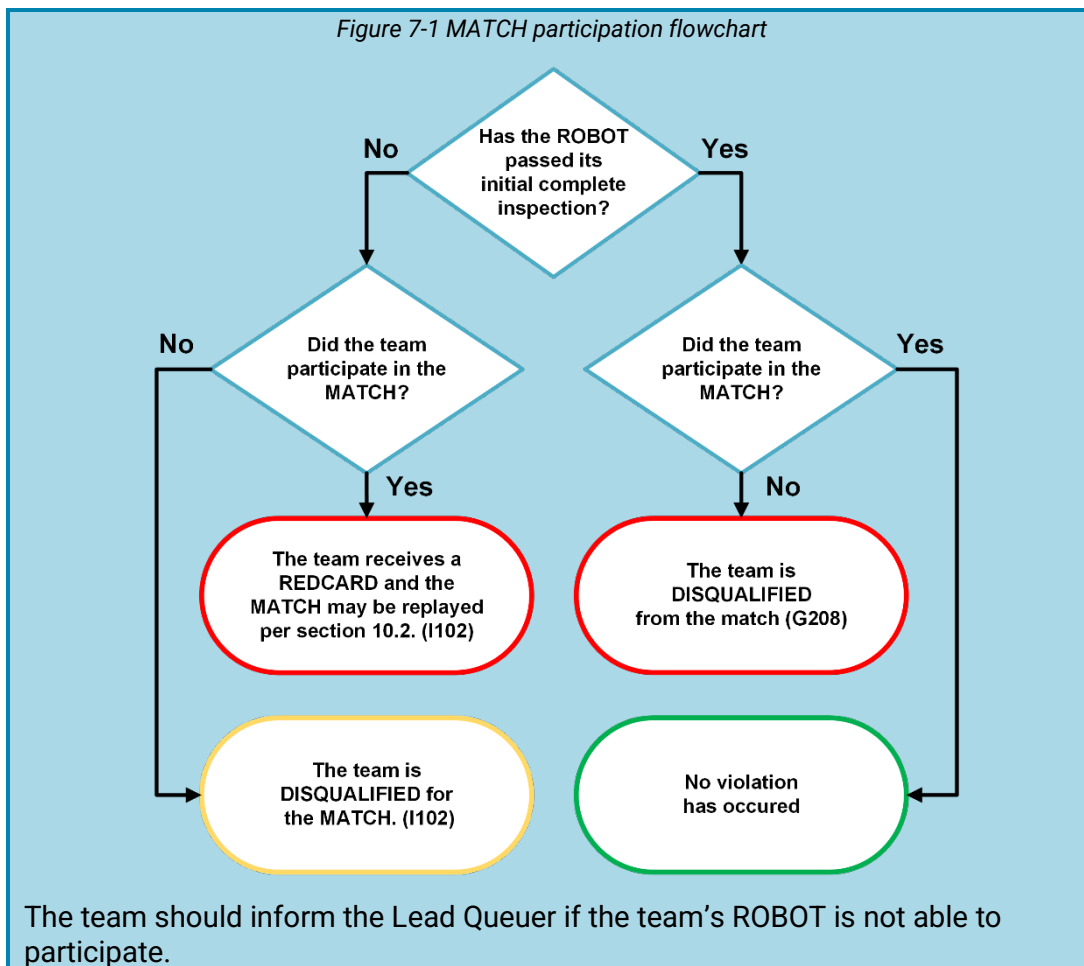 Figure 7-1 MATCH participation flowchart
Has the ROBOT
passed its
initial complete
inspection?
No
Yes
Did the team
participate in the
MATCH?
No
Yes
Did the team
participate in the
MATCH?
Yes
No
The team receives a
REDCARD and the
MATCH may be replayed
per section 10.2. (I102)
The team is
DISQUALIFIED
from the match (G208)
The team is
DISQUALIFIED for
the MATCH. (I102)
No violation
has occured
The team should inform the Lead Queuer if the team’s ROBOT is not able to
participate.